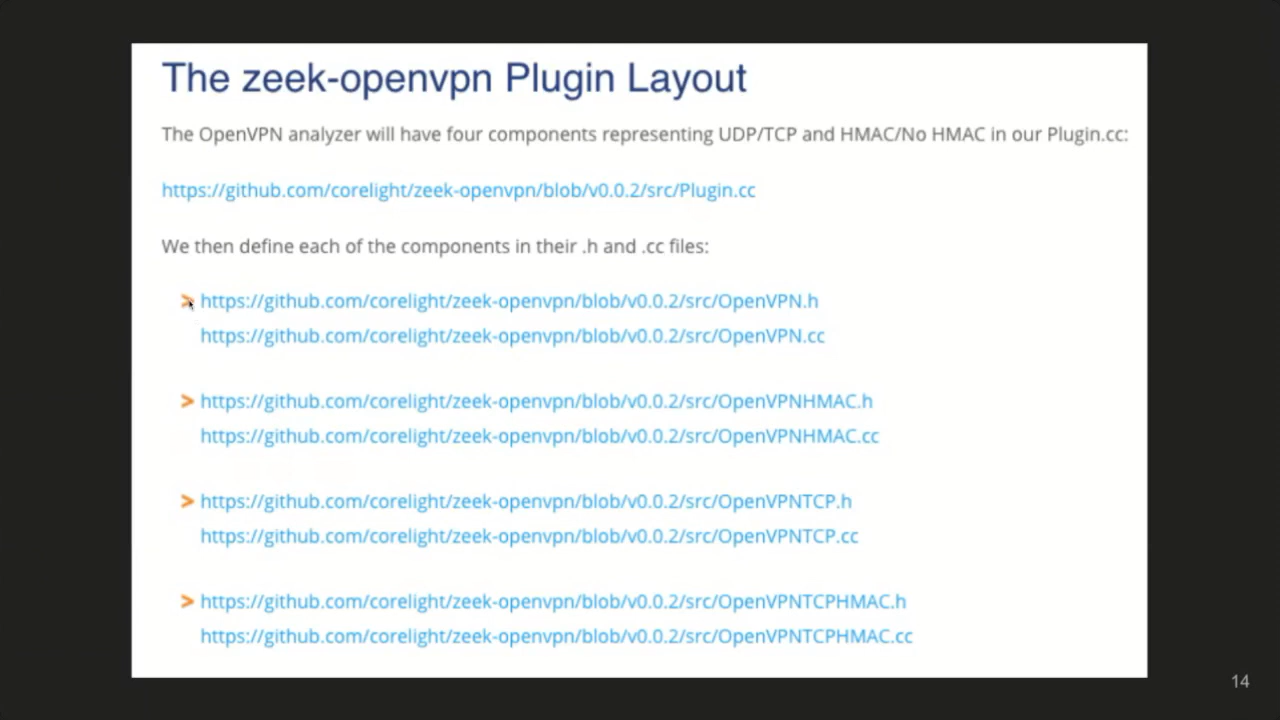 The zeek-openvpn Plugin Layout
The OpenVPN analyzer will have four components representing UDP/TCP and HMAC/No HMAC in our Plugin.cc:
https://github.com/corelight/zeek-openvpn/blob/v0.0.2/src/Plugin.cc
We then define each of the components in their .h and .cc files:
> https://github.com/corelight/zeek-openvpn/blob/v0.0.2/src/OpenVPN.h
https://github.com/corelight/zeek-openvpn/blob/v0.0.2/src/OpenVPN.cc
> https://github.com/corelight/zeek-openvpn/blob/v0.0.2/src/OpenVPNHMAC.h
https://github.com/corelight/zeek-openvpn/blob/v0.0.2/src/OpenVPNHMAC.cc
> https://github.com/corelight/zeek-openvpn/blob/v0.0.2/src/OpenVPNTCP.h
https://github.com/corelight/zeek-openvpn/blob/v0.0.2/src/OpenVPNTCP.cc
> https://github.com/corelight/zeek-openvpn/blob/v0.0.2/src/OpenVPNTCPHMAC.h
https://github.com/corelight/zeek-openvpn/blob/v0.0.2/src/OpenVPNTCPHMAC.cc
14